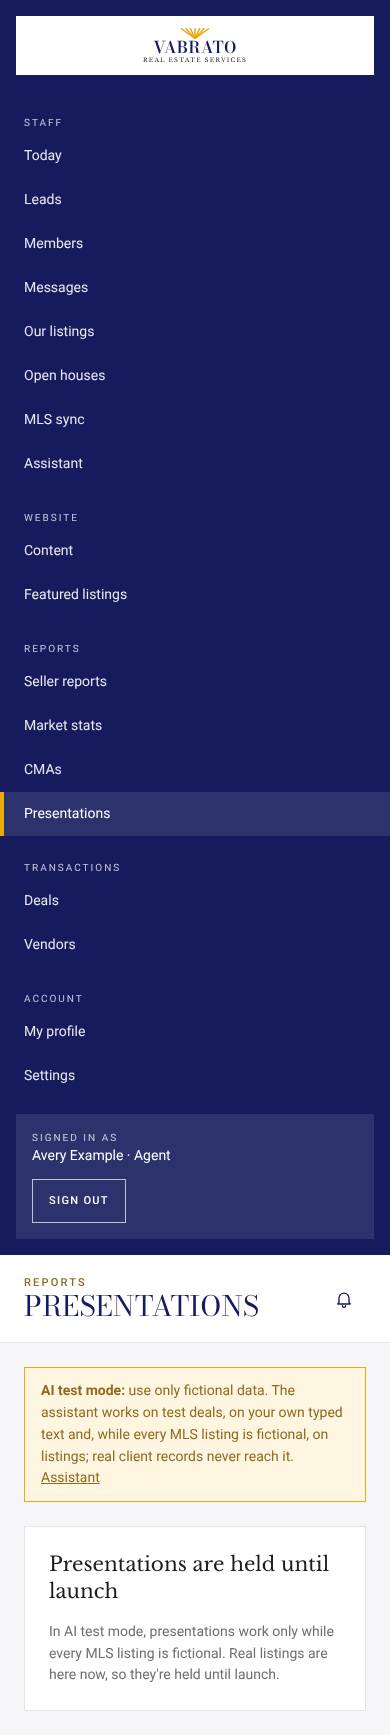 VABRATO
REAL ESTATE SERVICES
STAFF
Today
Leads
Members
Messages
Our listings
Open houses
MLS sync
Assistant
WEBSITE
Content
Featured listings
REPORTS
Seller reports
Market stats
CMAs
Presentations
TRANSACTIONS
Deals
Vendors
ACCOUNT
My profile
Settings
SIGNED IN AS
Avery Example · Agent
SIGN OUT
REPORTS
PRESENTATIONS
AI test mode: use only fictional data. The
assistant works on test deals, on your own typed
text and, while every MLS listing is fictional, on
listings; real client records never reach it.
Assistant
Presentations are held until
launch
In AI test mode, presentations work only while
every MLS listing is fictional. Real listings are
here now, so they're held until launch.